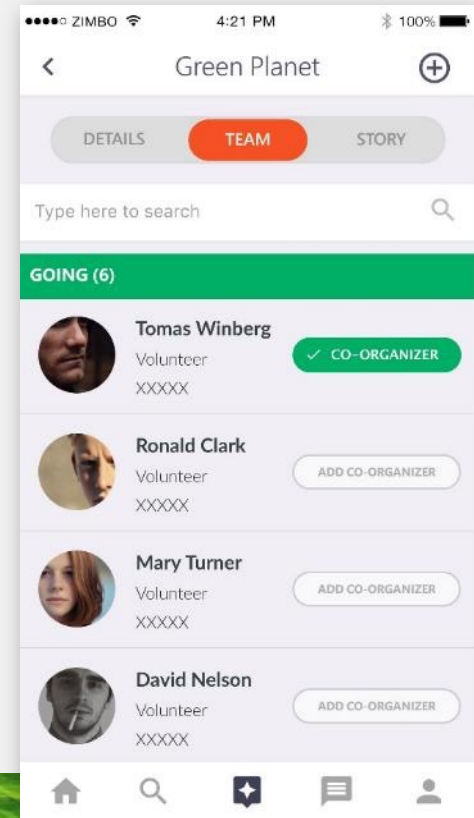 ZIMBO 4:21 PM 100%
Green Planet
DETAILS TEAM STORY
Type here to search
GOING (6)
Tomas Winberg
Volunteer
XXXXX
CO-ORGANIZER
Ronald Clark
Volunteer
XXXXX
ADD CO-ORGANIZER
Mary Turner
Volunteer
XXXXX
ADD CO-ORGANIZER
David Nelson
Volunteer
XXXXX
ADD CO-ORGANIZER